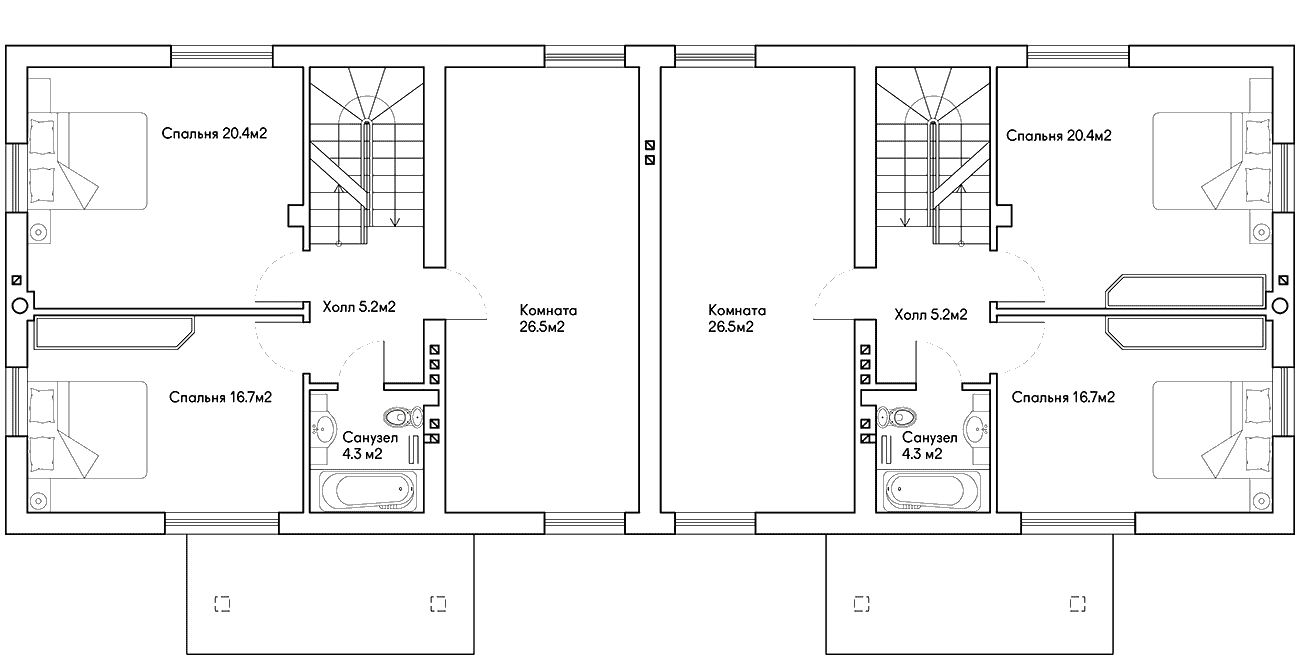 Спальня 20.4м2
Спальня 20.4м2
Холл 5.2м2
Комната
26.5м2
Комната
26.5м2
Холл 5.2м2
Спальня 16.7м2
Спальня 16.7м2
Санузел
4.3 м2
Санузел
4.3 м2